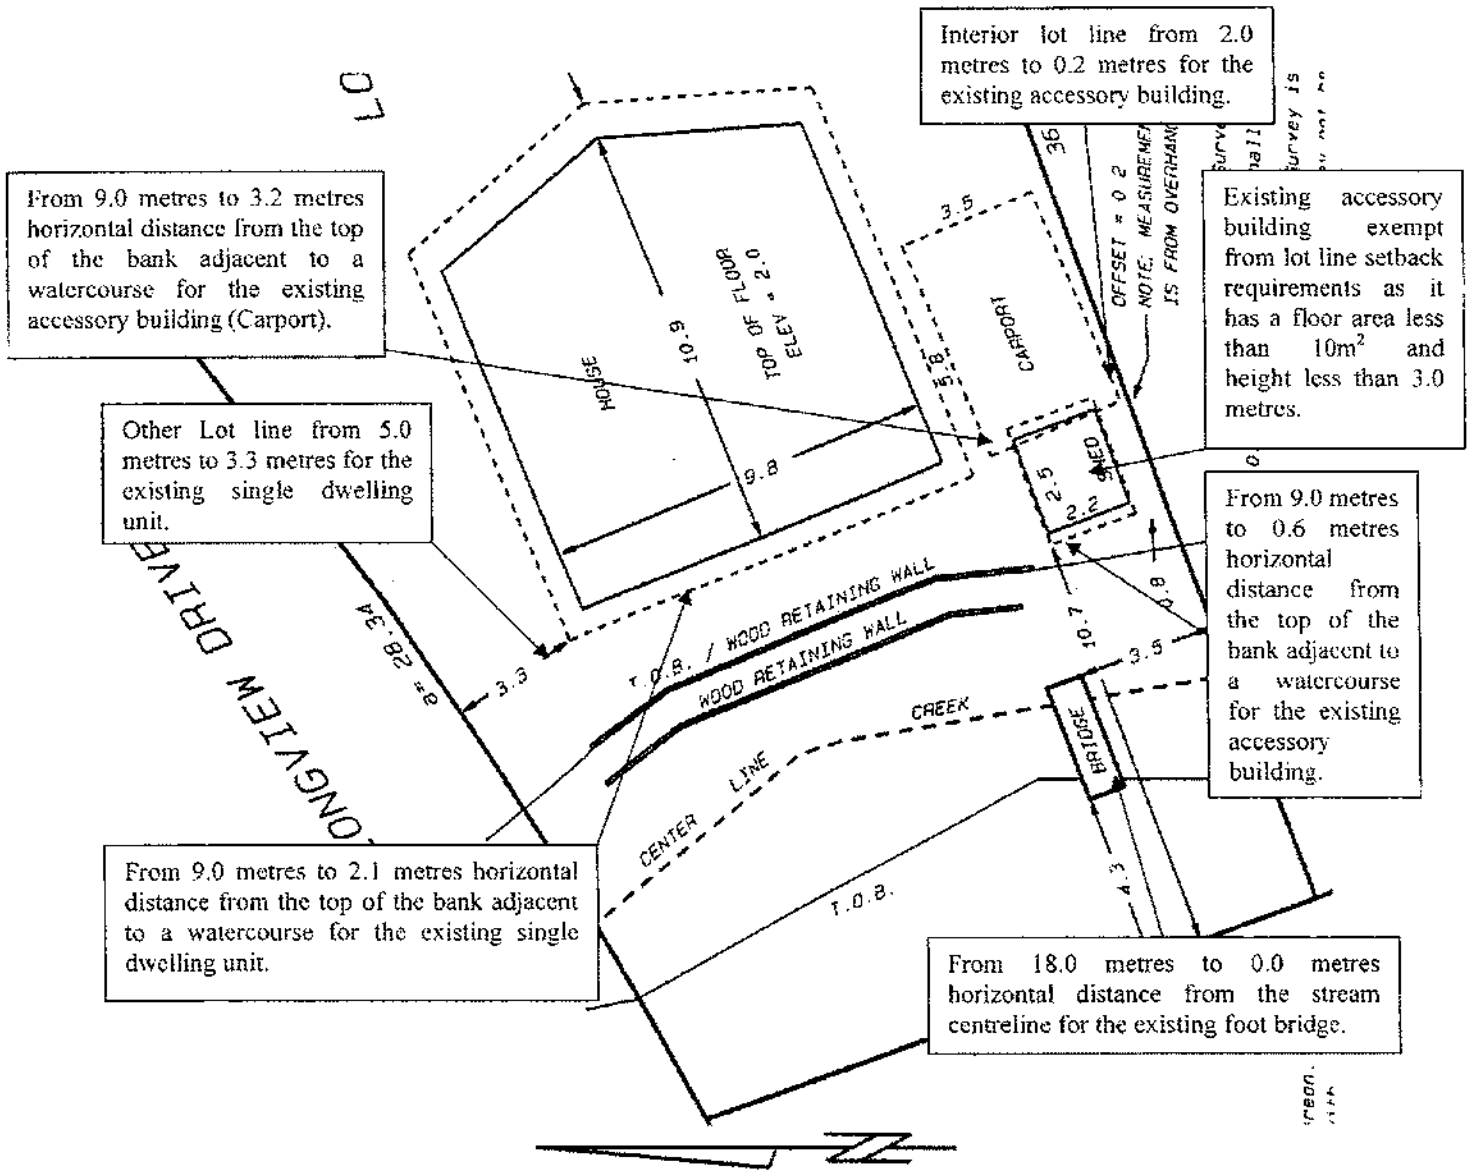 LO
Interior lot line from 2.0
metres to 0.2 metres for the
existing accessory building.
From 9.0 metres to 3.2 metres
horizontal distance from the top
of the bank adjacent to a
watercourse for the existing
accessory building (Carport).
Existing accessory
building exempt
from lot line setback
requirements as it
has a floor area less
than 10m² and
height less than 3.0
metres.
Other Lot line from 5.0
metres to 3.3 metres for the
existing single dwelling
unit.
From 9.0 metres
to 0.6 metres
horizontal
distance from
the top of the
bank adjacent to
a watercourse
for the existing
accessory
building.
From 9.0 metres to 2.1 metres horizontal
distance from the top of the bank adjacent
to a watercourse for the existing single
dwelling unit.
From 18.0 metres to 0.0 metres
horizontal distance from the stream
centreline for the existing foot bridge.
36
OFFSET = 0 2
NOTE: MEASUREME
IS FROM OVERHANG
urvey is
3.5
CARPORT
5.8
HOUSE
10.9
TOP OF FLOOR
ELEV = 2.0
9.8
SHED
2.5
2.2
0.8
10.7
3.5
T.O.B. / WOOD RETAINING WALL
WOOD RETAINING WALL
CREEK
CENTER LINE
BRIDGE
4.3
T.O.B.
3.3
a= 28.34
ONGVIEW DRIVE
reon.
N